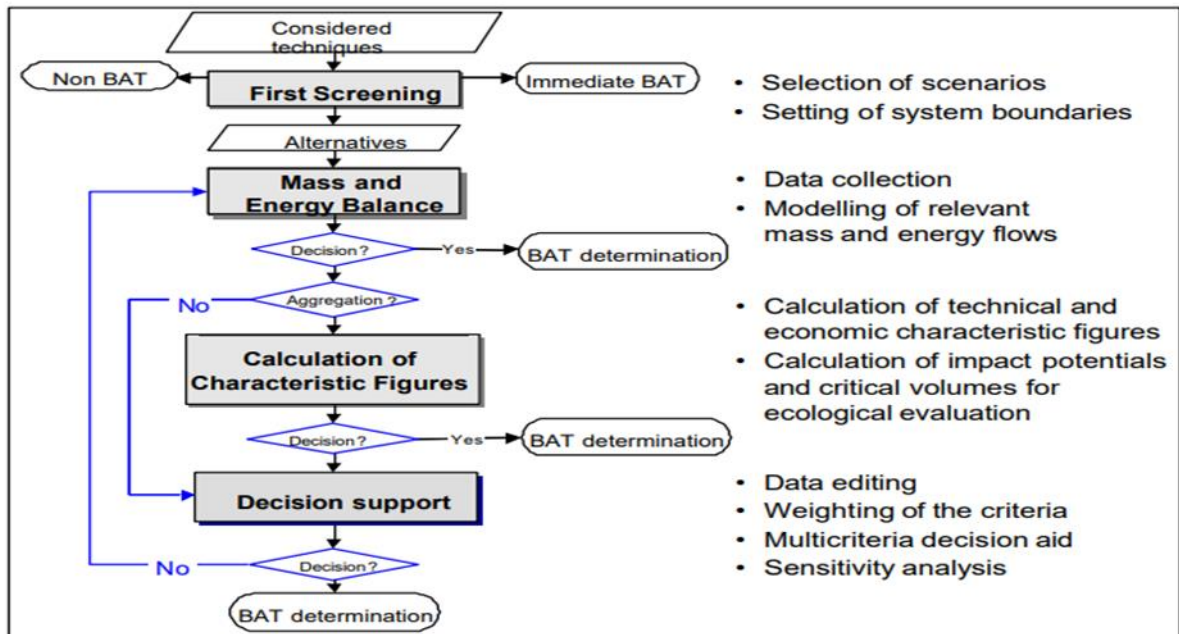 Considered
techniques
Non BAT
First Screening
Immediate BAT
• Selection of scenarios
• Setting of system boundaries
Alternatives
Mass and
Energy Balance
• Data collection
• Modelling of relevant
mass and energy flows
Decision ?
Yes
BAT determination
No
Aggregation ?
• Calculation of technical and
economic characteristic figures
• Calculation of impact potentials
and critical volumes for
ecological evaluation
Calculation of
Characteristic Figures
Decision ?
Yes
BAT determination
Decision support
• Data editing
• Weighting of the criteria
• Multicriteria decision aid
• Sensitivity analysis
No
Decision ?
BAT determination